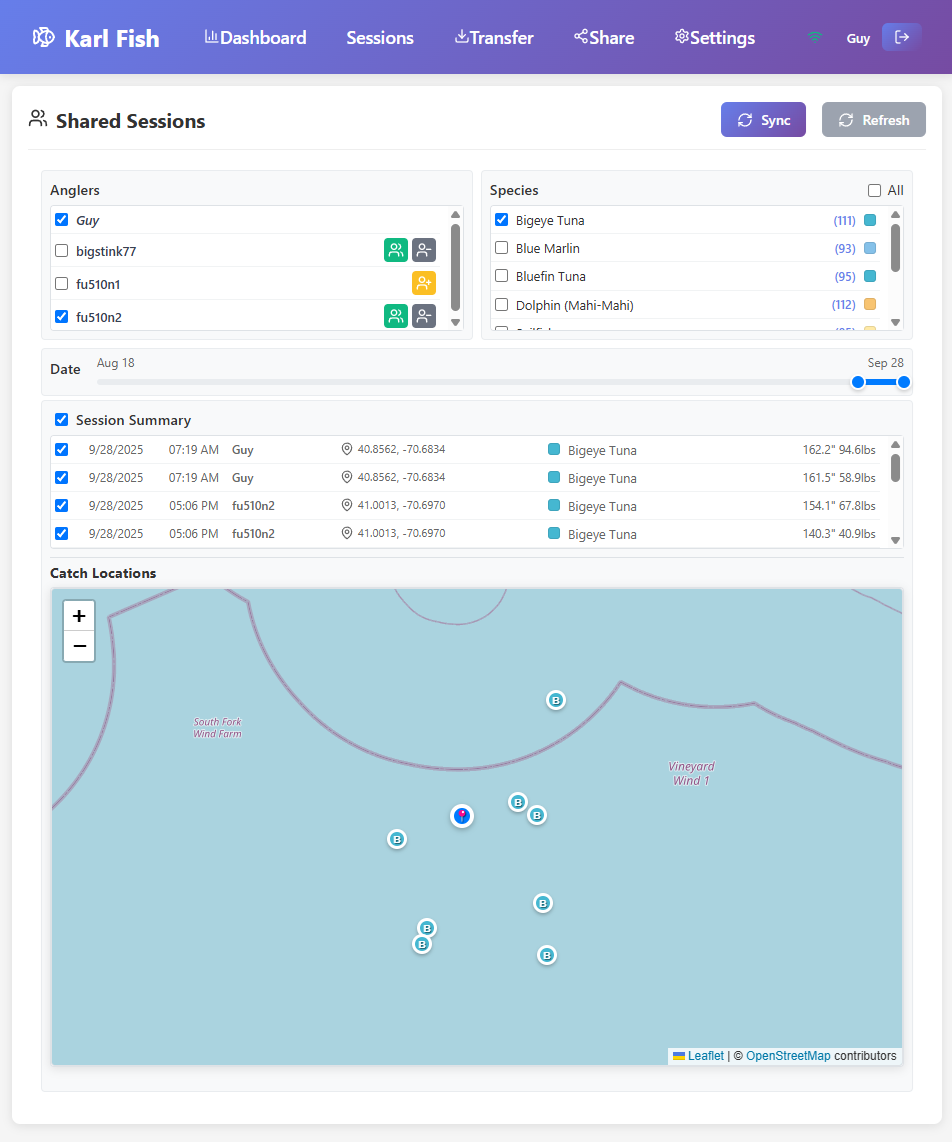 Karl Fish
Dashboard
Sessions
Transfer
Share
Settings
Guy
Shared Sessions
Sync
Refresh
Anglers
Guy
bigstink77
fu510n1
fu510n2
Species
All
Bigeye Tuna (111)
Blue Marlin (93)
Bluefin Tuna (95)
Dolphin (Mahi-Mahi) (112)
Date
Aug 18
Sep 28
Session Summary
9/28/2025 07:19 AM Guy 40.8562, -70.6834 Bigeye Tuna 162.2" 94.6lbs
9/28/2025 07:19 AM Guy 40.8562, -70.6834 Bigeye Tuna 161.5" 58.9lbs
9/28/2025 05:06 PM fu510n2 41.0013, -70.6970 Bigeye Tuna 154.1" 67.8lbs
9/28/2025 05:06 PM fu510n2 41.0013, -70.6970 Bigeye Tuna 140.3" 40.9lbs
Catch Locations
+
−
South Fork
Wind Farm
Vineyard
Wind 1
B
B
B
B
B
B
B
B
Leaflet | © OpenStreetMap contributors